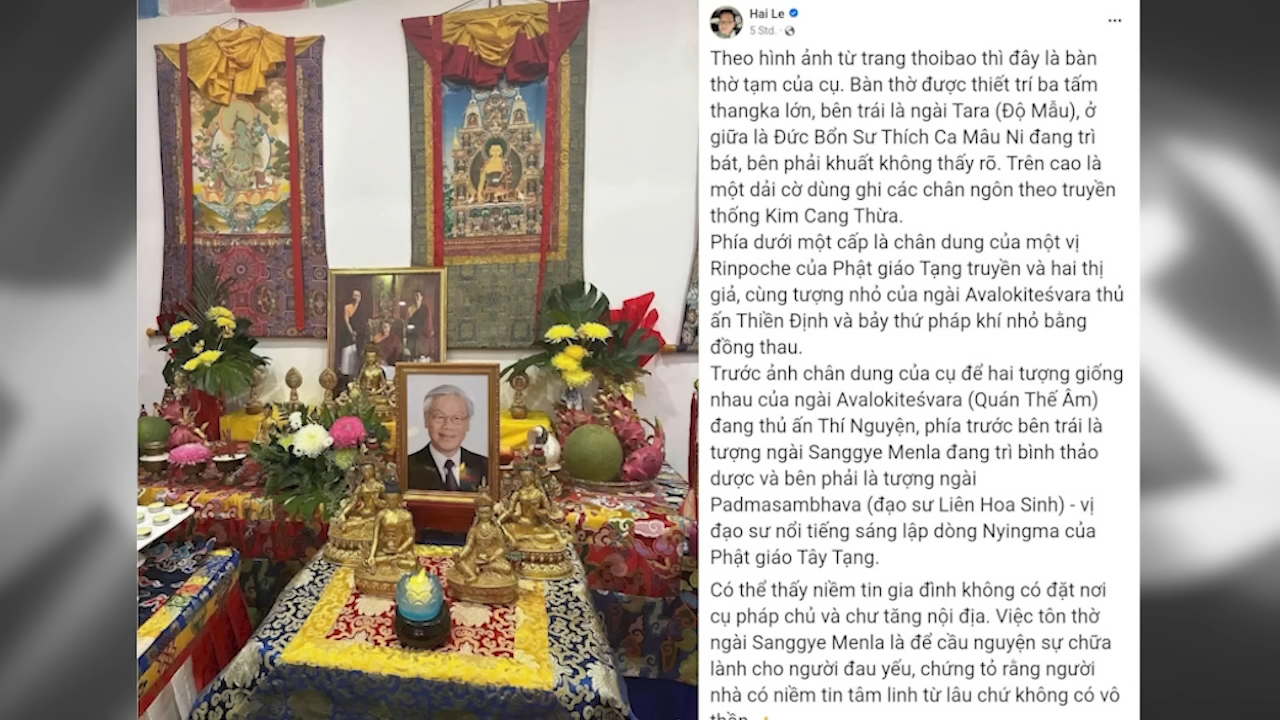 Hai Le
5 Std.
Theo hình ảnh từ trang thoibao thì đây là bàn
thờ tạm của cụ. Bàn thờ được thiết trí ba tấm
thangka lớn, bên trái là ngài Tara (Độ Mẫu), ở
giữa là Đức Bổn Sư Thích Ca Mâu Ni đang trì
bát, bên phải khuất không thấy rõ. Trên cao là
một dải cờ dùng ghi các chân ngôn theo truyền
thống Kim Cang Thừa.
Phía dưới một cấp là chân dung của một vị
Rinpoche của Phật giáo Tạng truyền và hai thị
giả, cùng tượng nhỏ của ngài Avalokiteśvara thủ
ấn Thiền Định và bảy thứ pháp khí nhỏ bằng
đồng thau.
Trước ảnh chân dung của cụ để hai tượng giống
nhau của ngài Avalokiteśvara (Quán Thế Âm)
đang thủ ấn Thí Nguyện, phía trước bên trái là
tượng ngài Sanggye Menla đang trì bình thảo
dược và bên phải là tượng ngài
Padmasambhava (đạo sư Liên Hoa Sinh) - vị
đạo sư nổi tiếng sáng lập dòng Nyingma của
Phật giáo Tây Tạng.
Có thể thấy niềm tin gia đình không có đặt nơi
cụ pháp chủ và chư tăng nội địa. Việc tôn thờ
ngài Sanggye Menla là để cầu nguyện sự chữa
lành cho người đau yếu, chứng tỏ rằng người
nhà có niềm tin tâm linh từ lâu chứ không có vô
thần.